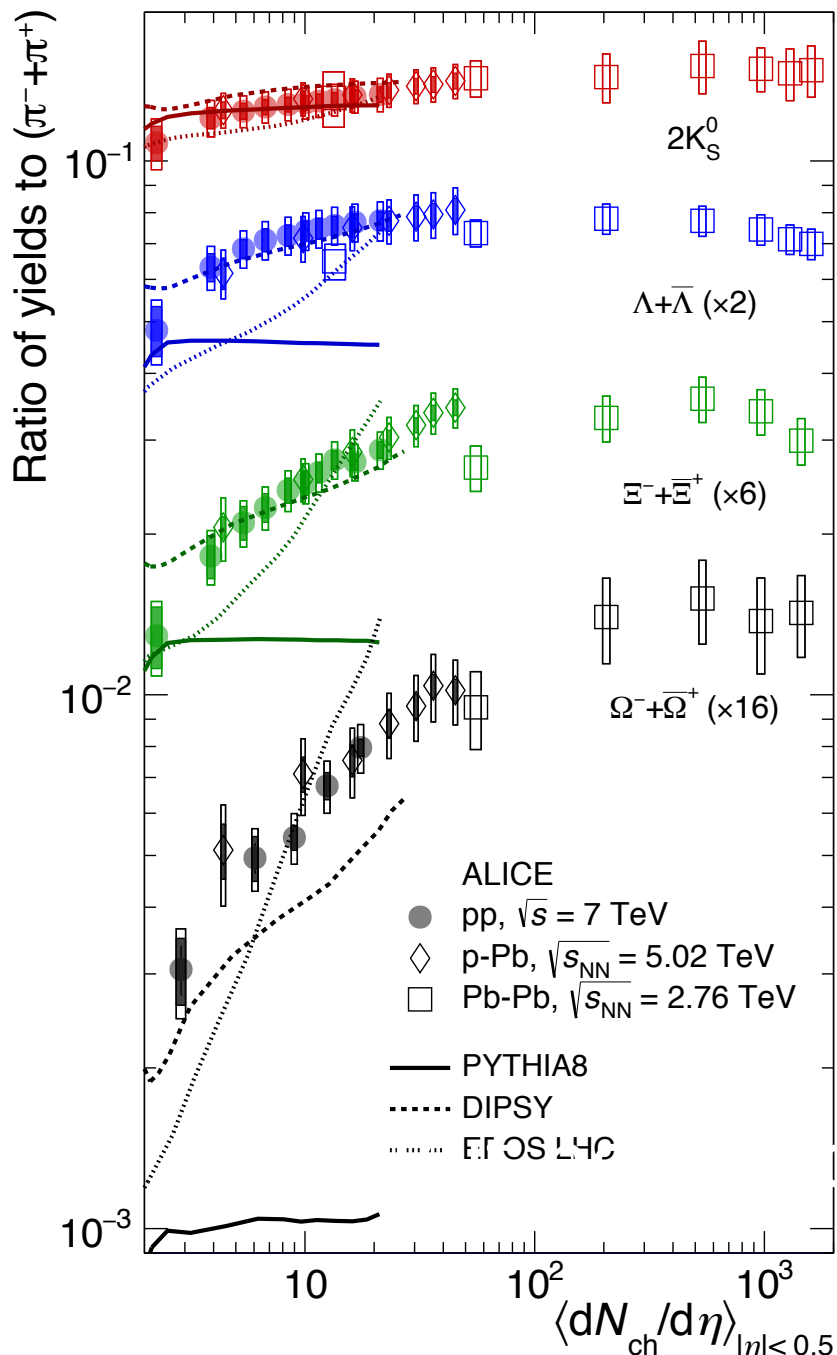 Ratio of yields to (π⁻+π⁺)
10⁻¹
2K⁰S
Λ+Λ̅ (×2)
Ξ⁻+Ξ̅⁺ (×6)
10⁻²
Ω⁻+Ω̅⁺ (×16)
ALICE
pp, √s = 7 TeV
p-Pb, √sNN = 5.02 TeV
Pb-Pb, √sNN = 2.76 TeV
PYTHIA8
DIPSY
EPOS LHC
10⁻³
10 10² 10³
⟨dNch/dη⟩|η|< 0.5